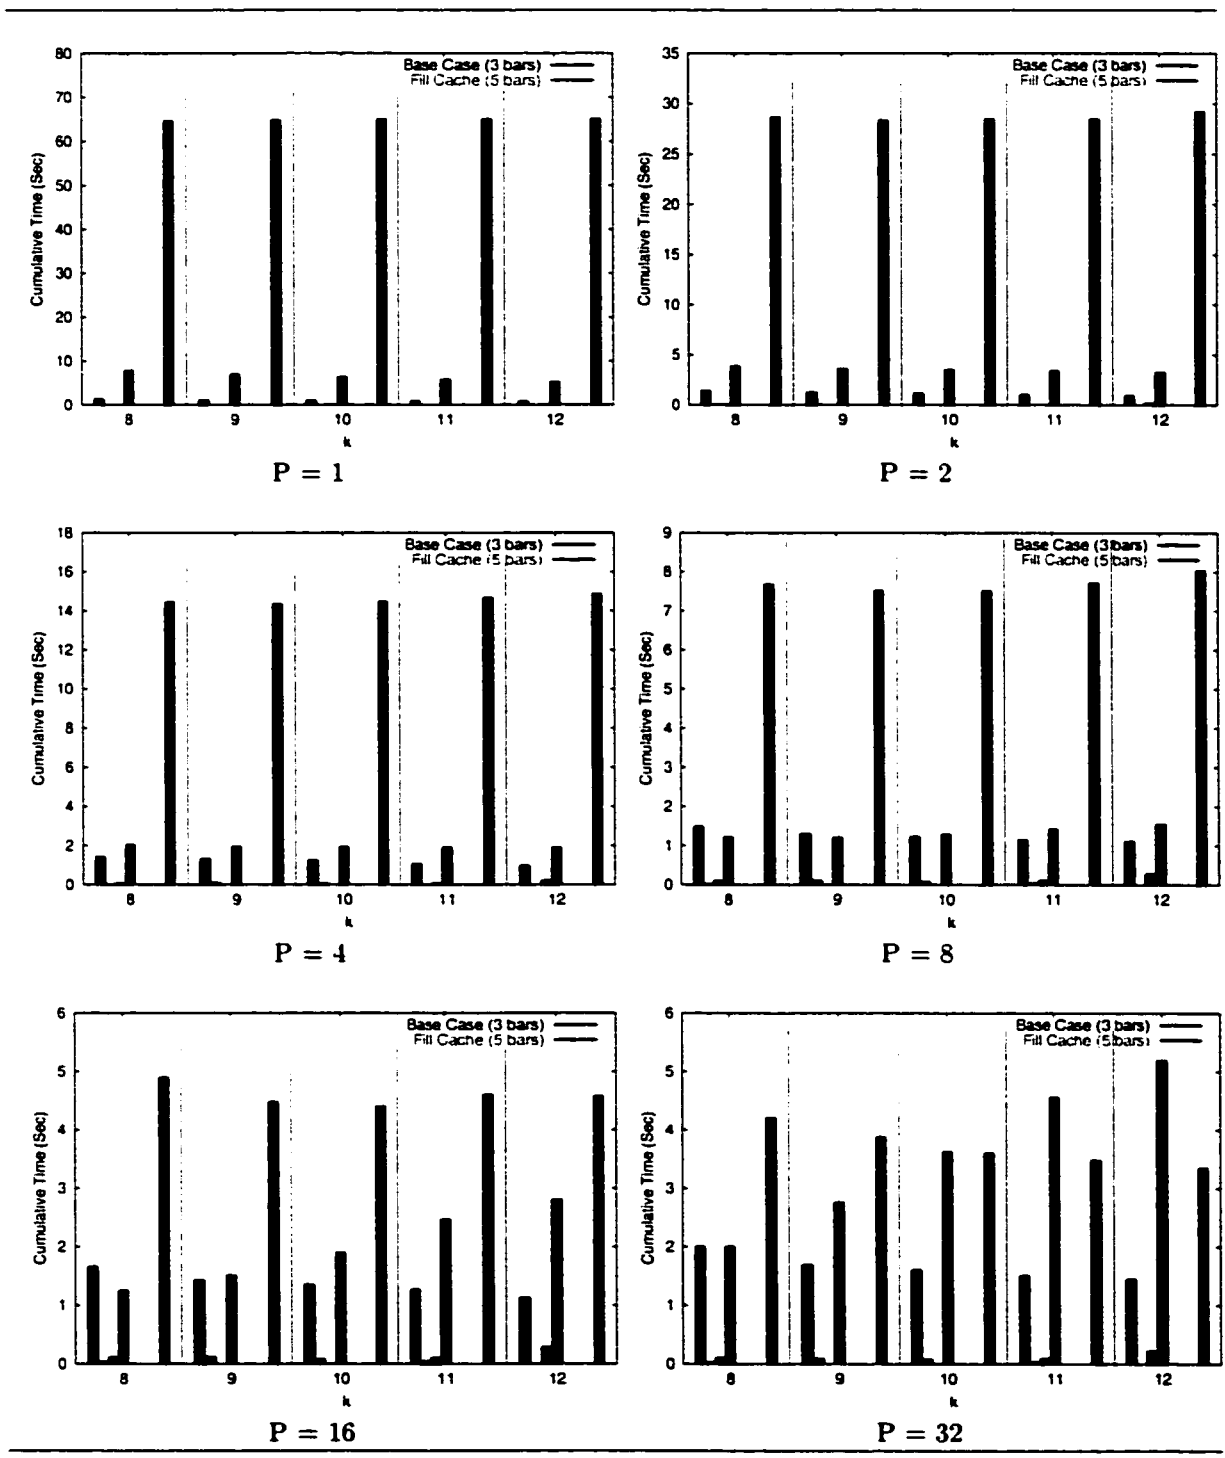 80
70
60
50
40
30
20
10
0
Cumulative Time (Sec)
Base Case (3 bars)
Fill Cache (5 bars)
8 9 10 11 12
k
P = 1
35
30
25
20
15
10
5
0
Cumulative Time (Sec)
Base Case (3 bars)
Fill Cache (5 bars)
8 9 10 11 12
k
P = 2
18
16
14
12
10
8
6
4
2
0
Cumulative Time (Sec)
Base Case (3 bars)
Fill Cache (5 bars)
8 9 10 11 12
k
P = 4
9
8
7
6
5
4
3
2
1
0
Cumulative Time (Sec)
Base Case (3 bars)
Fill Cache (5 bars)
8 9 10 11 12
k
P = 8
6
5
4
3
2
1
0
Cumulative Time (Sec)
Base Case (3 bars)
Fill Cache (5 bars)
8 9 10 11 12
k
P = 16
6
5
4
3
2
1
0
Cumulative Time (Sec)
Base Case (3 bars)
Fill Cache (5 bars)
8 9 10 11 12
k
P = 32